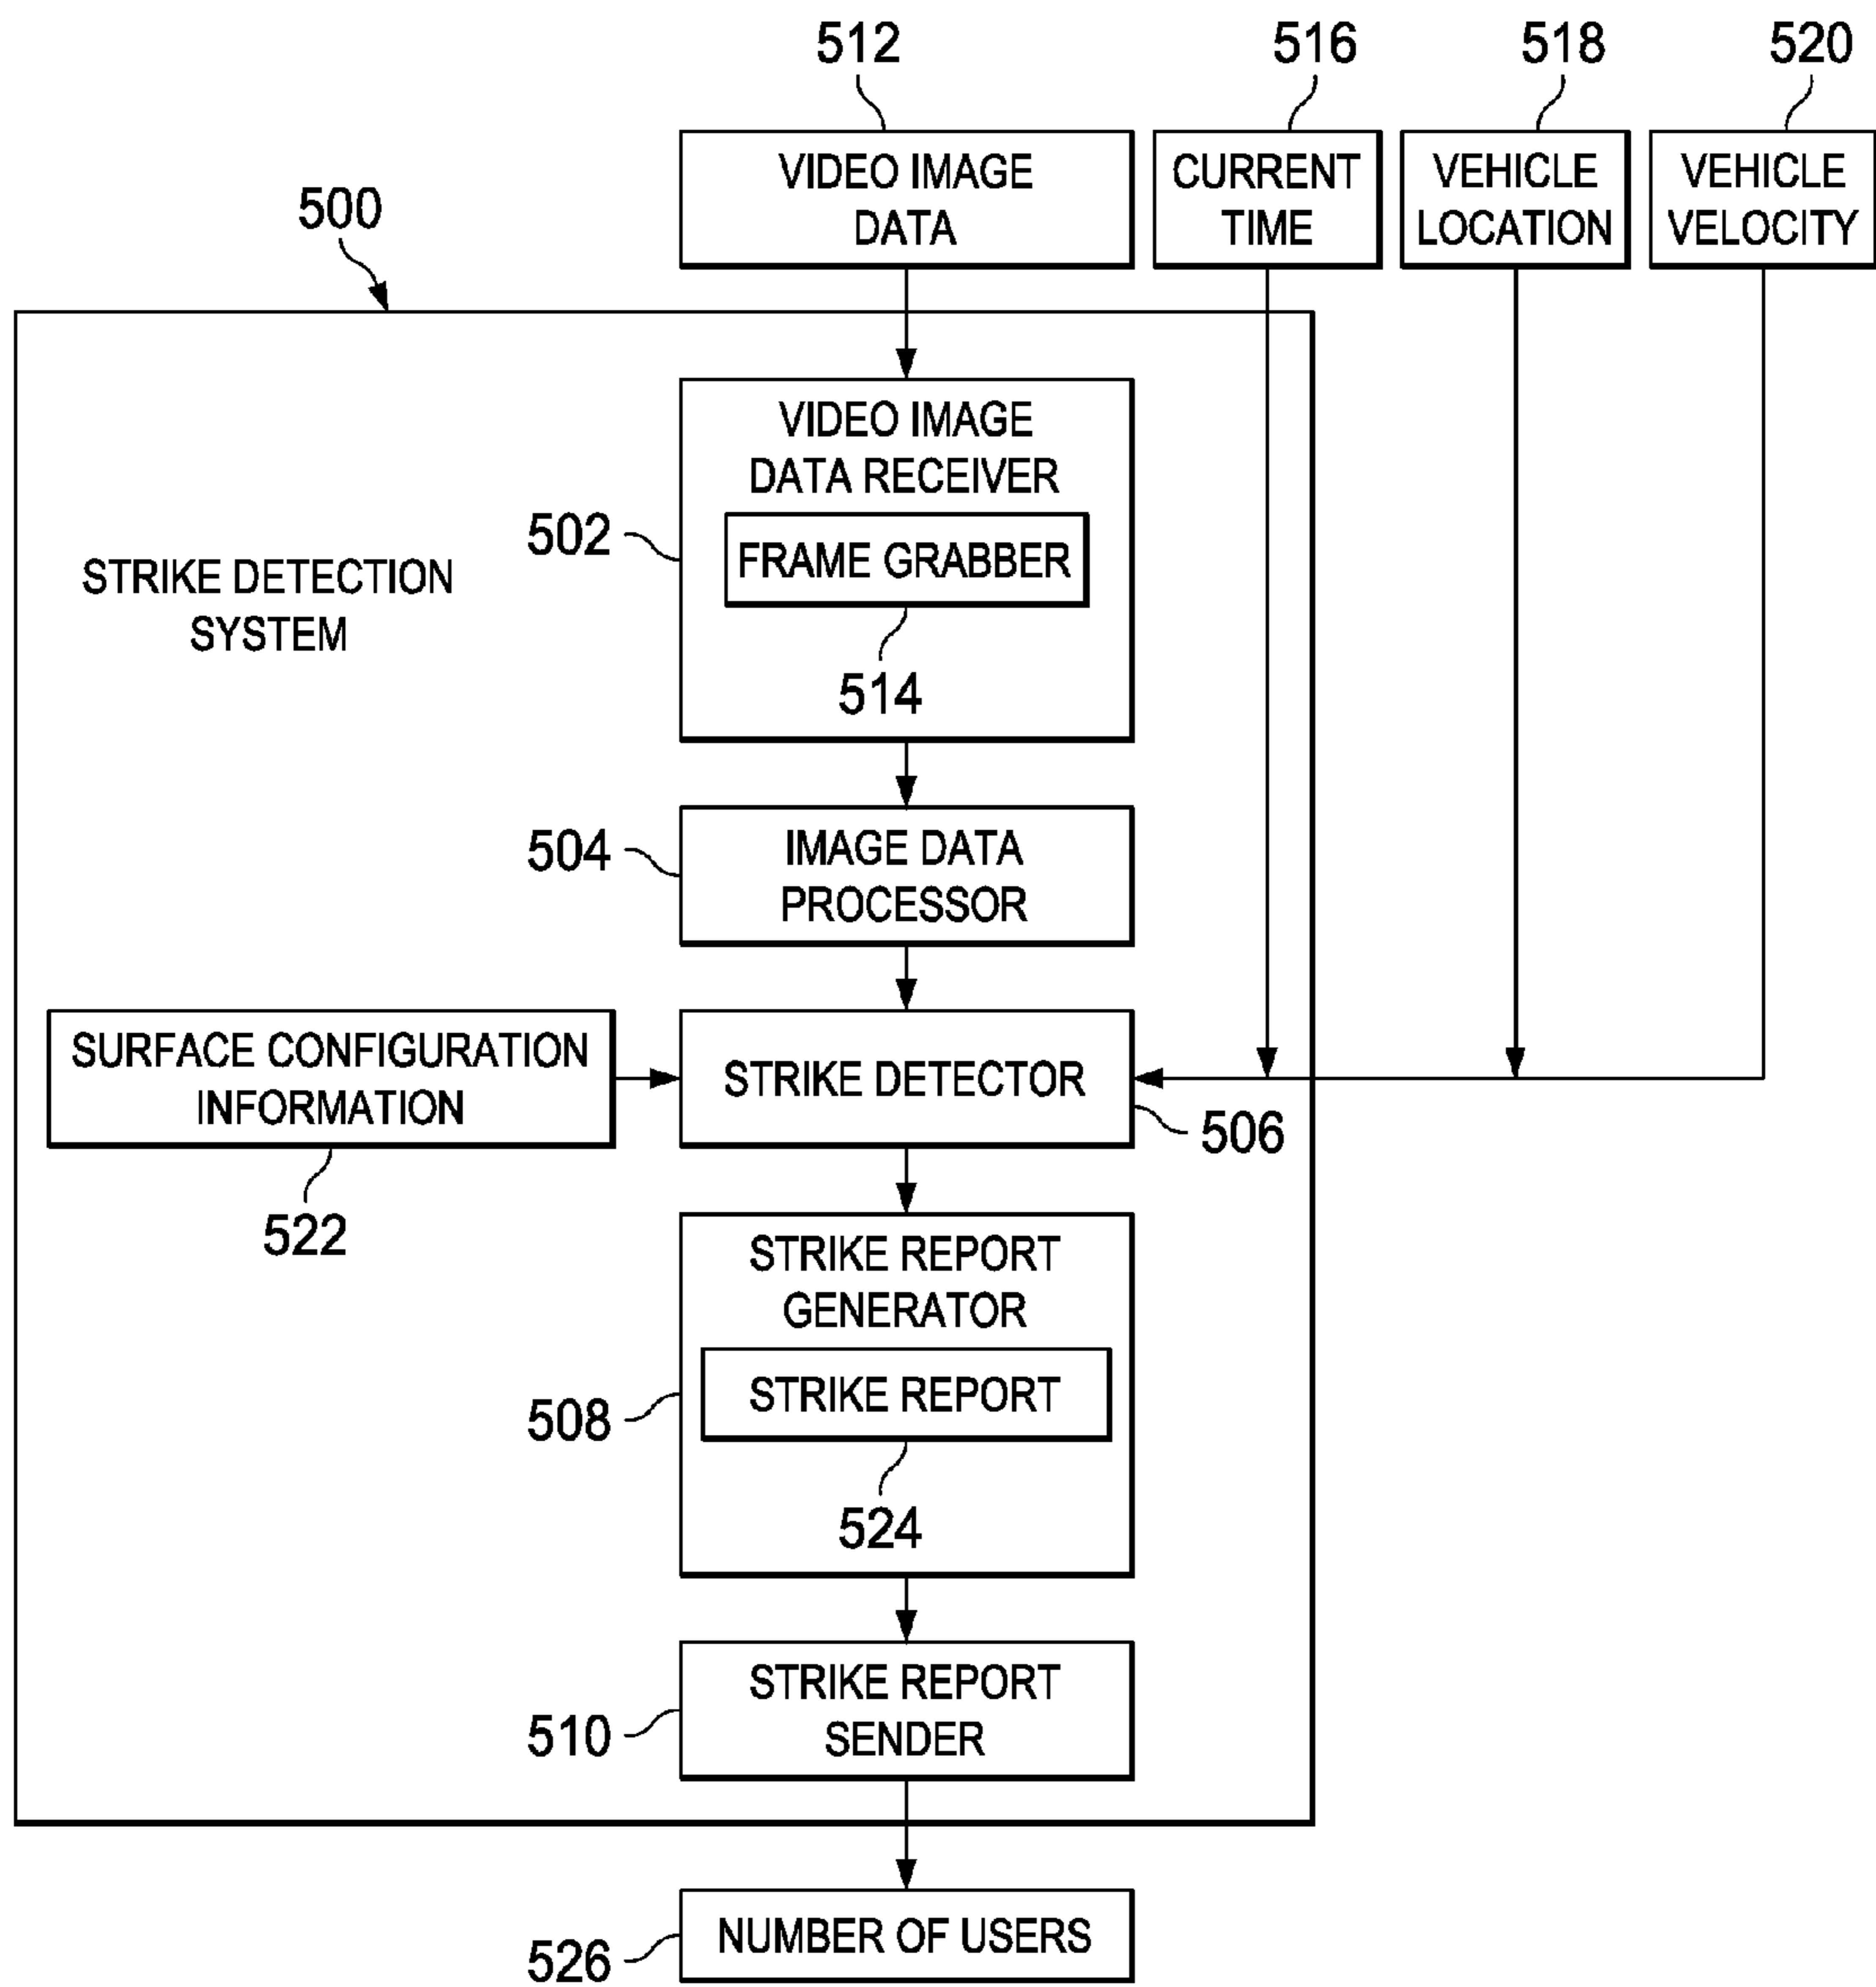 512
516
518
520
VIDEO IMAGE
DATA
CURRENT
TIME
VEHICLE
LOCATION
VEHICLE
VELOCITY
500
VIDEO IMAGE
DATA RECEIVER
502
FRAME GRABBER
514
STRIKE DETECTION
SYSTEM
504
IMAGE DATA
PROCESSOR
SURFACE CONFIGURATION
INFORMATION
522
STRIKE DETECTOR
506
STRIKE REPORT
GENERATOR
508
STRIKE REPORT
524
STRIKE REPORT
SENDER
510
NUMBER OF USERS
526